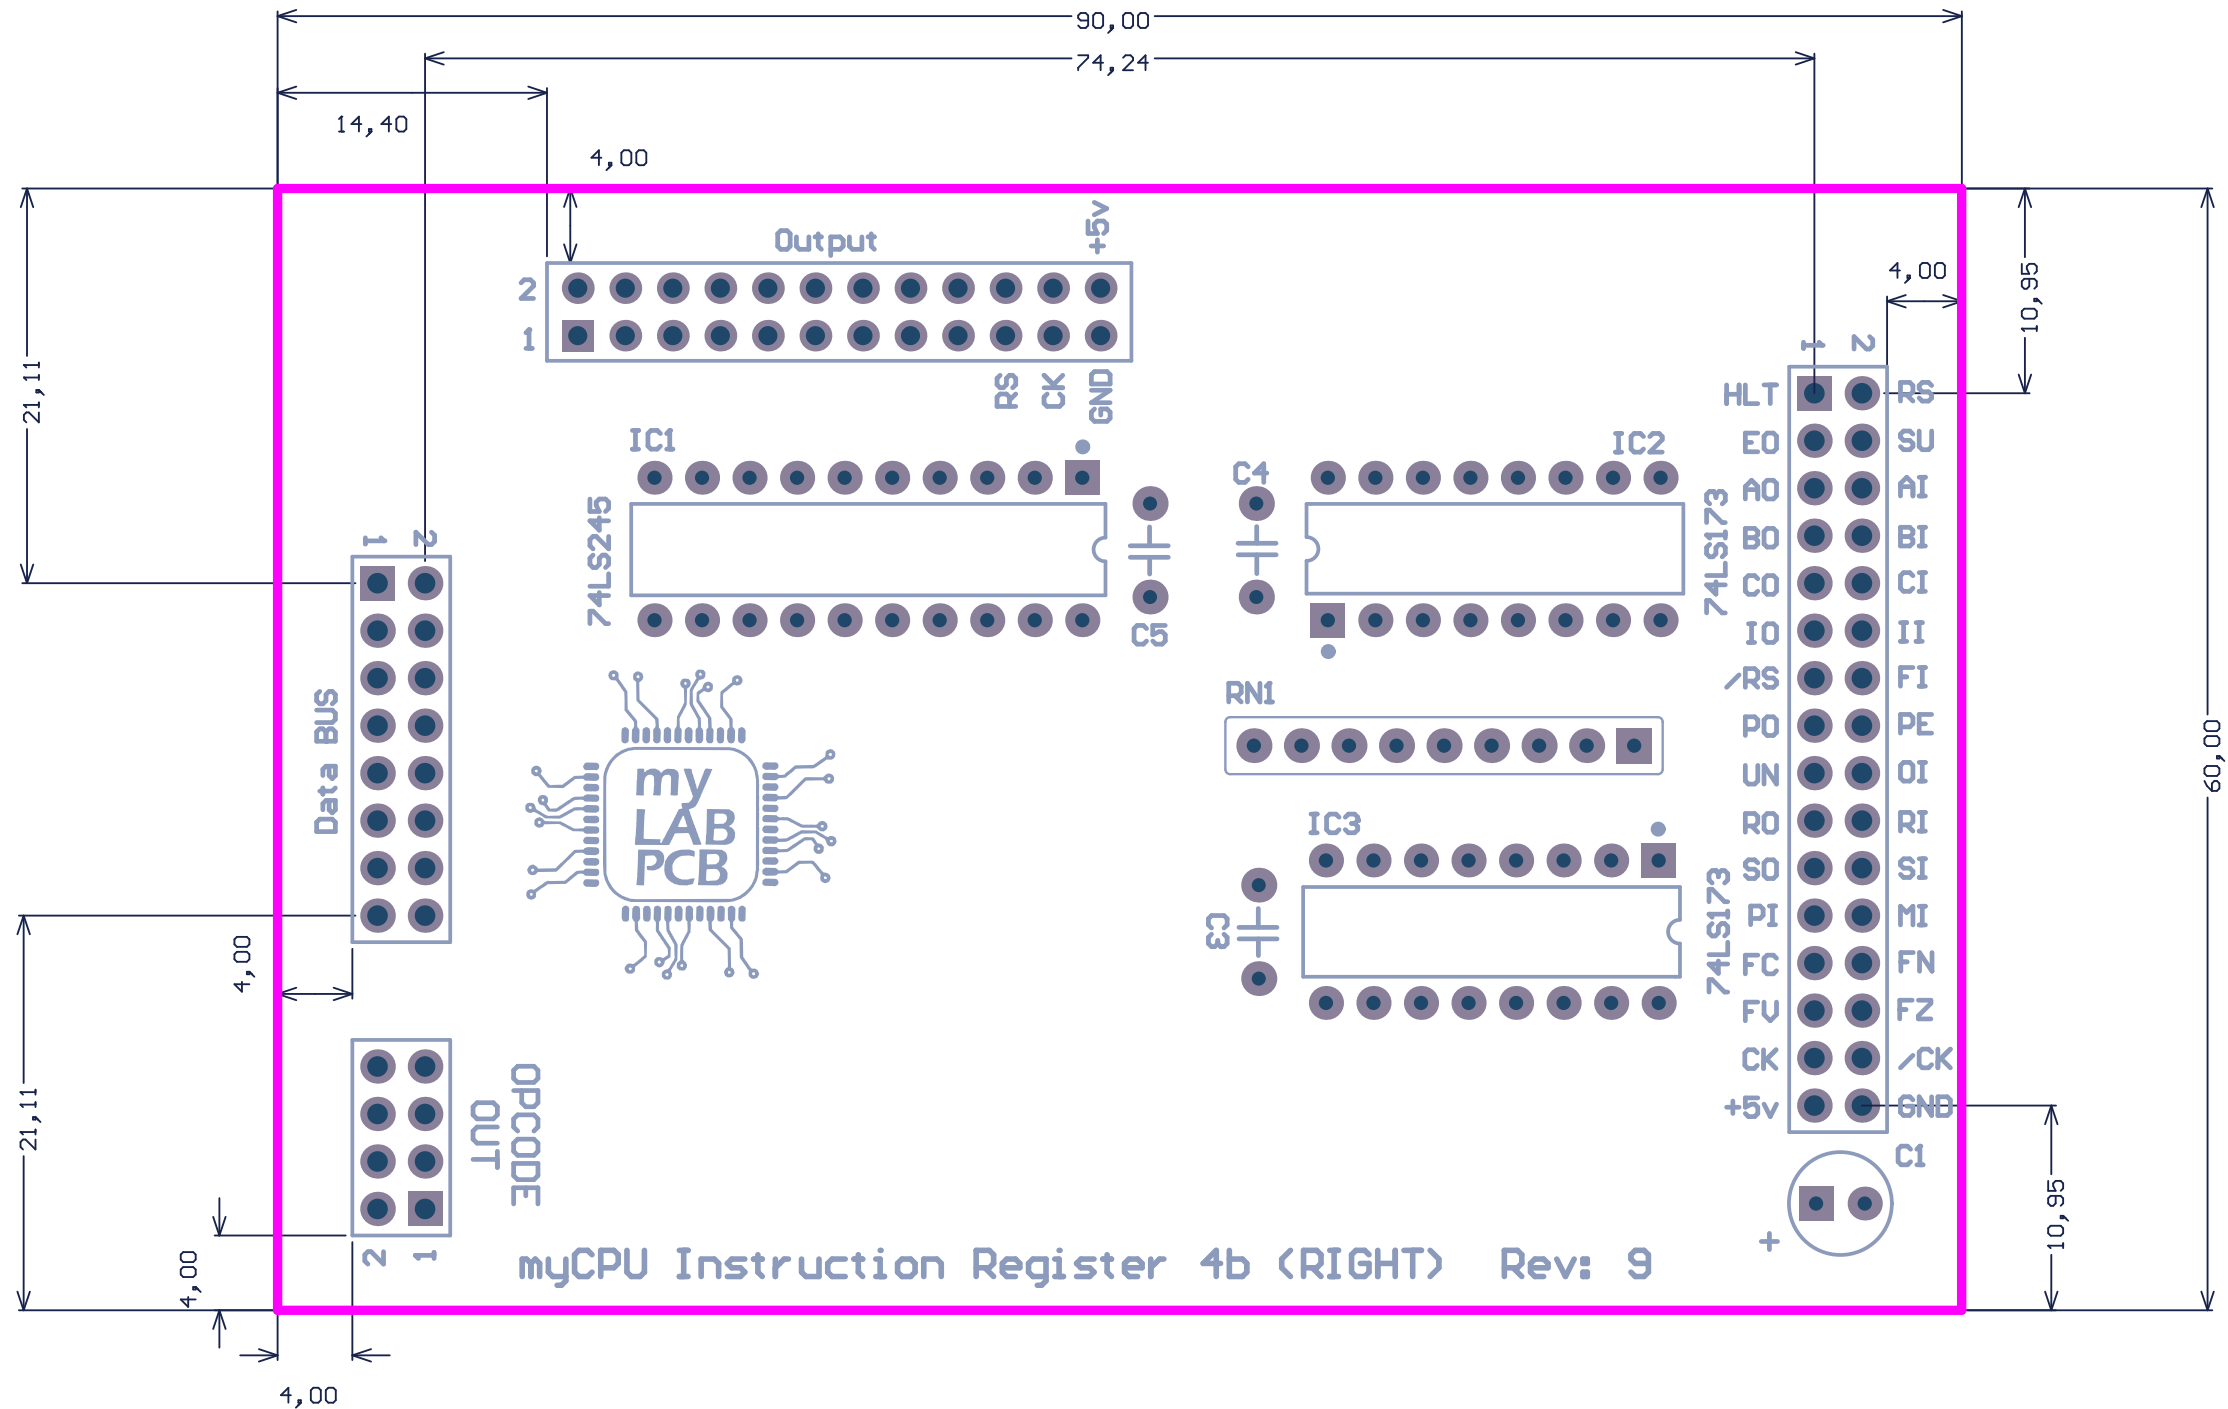 90,00
74,24
14,40
4,00
Output
+5v
2
1
RS
CK
GND
21,11
10,95
4,00
60,00
1
2
HLT RS
EO SU
AO AI
BO BI
CO CI
IO II
/RS FI
PO PE
UN OI
RO RI
SO SI
PI MI
FC FN
FV FZ
CK /CK
+5v GND
IC1
74LS245
C5
C4
IC2
74LS173
1
2
Data BUS
RN1
my
LAB
PCB
IC3
74LS173
C3
4,00
21,11
OPCODE
OUT
2
1
4,00
4,00
C1
+
10,95
myCPU Instruction Register 4b (RIGHT) Rev: 9